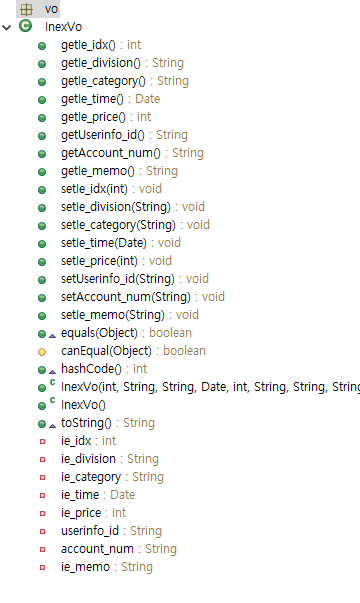 vo
InexVo
getIe_idx() : int
getIe_division() : String
getIe_category() : String
getIe_time() : Date
getIe_price() : int
getUserinfo_id() : String
getAccount_num() : String
getIe_memo() : String
setIe_idx(int) : void
setIe_division(String) : void
setIe_category(String) : void
setIe_time(Date) : void
setIe_price(int) : void
setUserinfo_id(String) : void
setAccount_num(String) : void
setIe_memo(String) : void
equals(Object) : boolean
canEqual(Object) : boolean
hashCode() : int
InexVo(int, String, String, Date, int, String, String, String
InexVo()
toString() : String
ie_idx : int
ie_division : String
ie_category : String
ie_time : Date
ie_price : int
userinfo_id : String
account_num : String
ie_memo : String